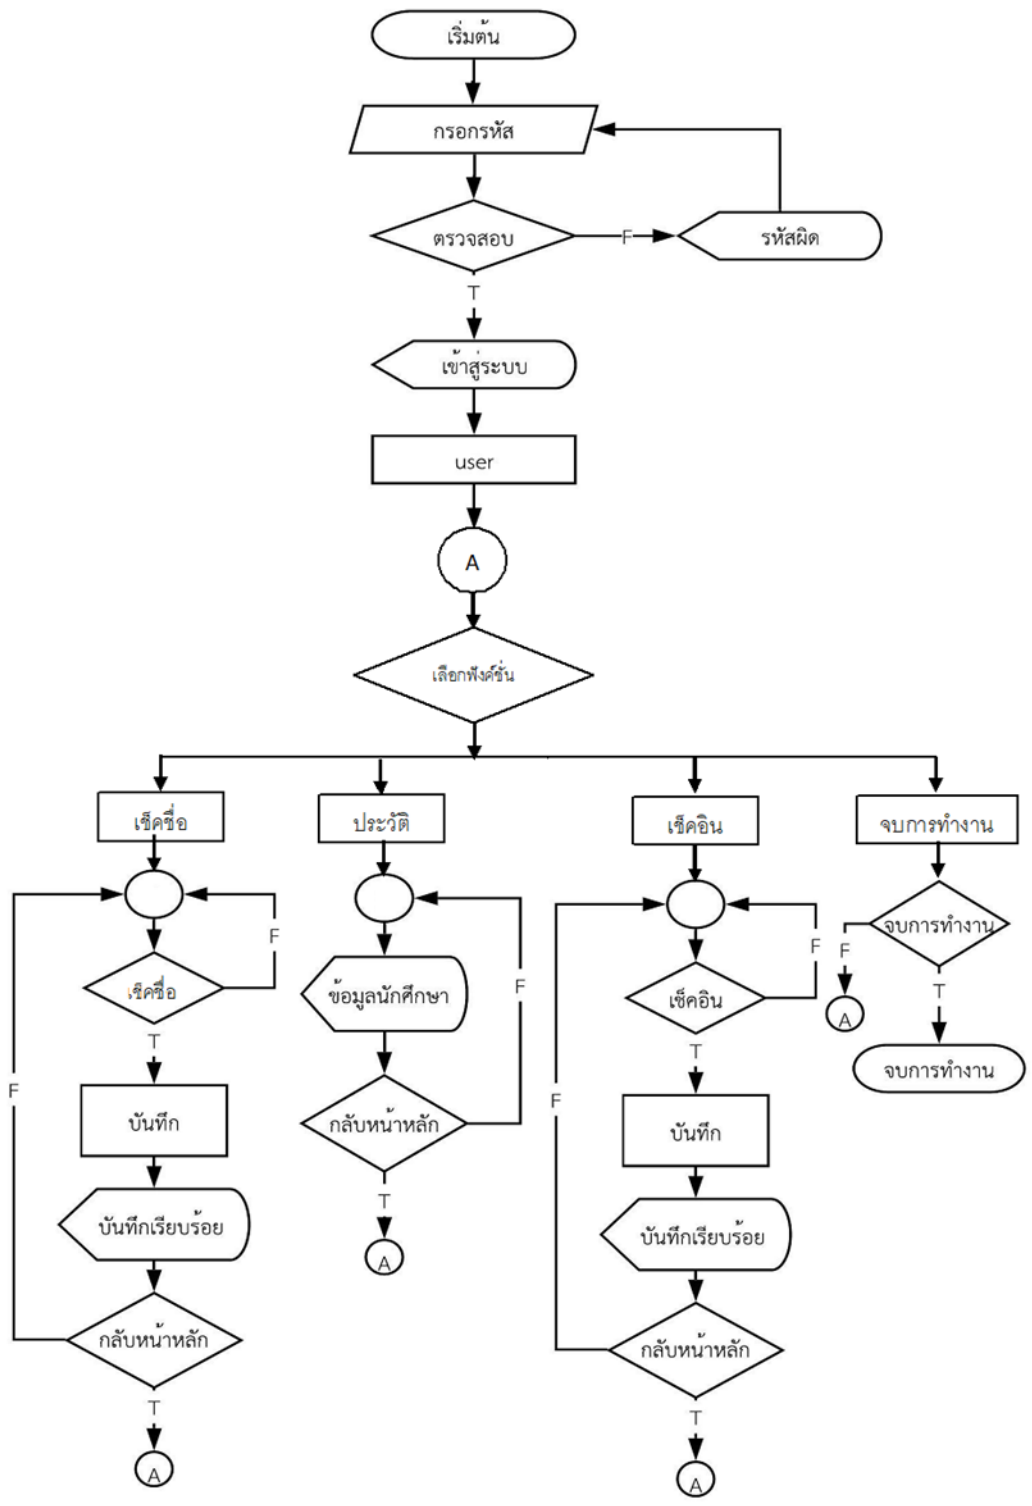 เริ่มต้น
กรอกรหัส
ตรวจสอบ
F
รหัสผิด
T
เข้าสู่ระบบ
user
A
เลือกฟังค์ชั่น
เช็คชื่อ
ประวัติ
เช็คอิน
จบการทำงาน
F
เช็คชื่อ
T
F
บันทึก
บันทึกเรียบร้อย
กลับหน้าหลัก
T
A
ข้อมูลนักศึกษา
F
กลับหน้าหลัก
T
A
F
เช็คอิน
T
F
บันทึก
บันทึกเรียบร้อย
กลับหน้าหลัก
T
A
จบการทำงาน
F
A
T
จบการทำงาน